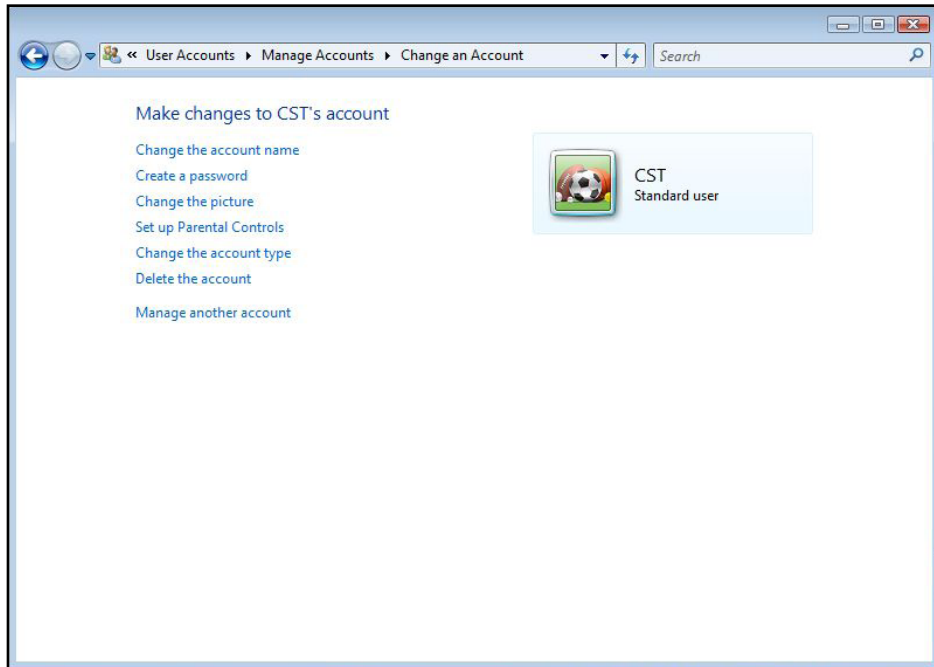 « User Accounts ▸ Manage Accounts ▸ Change an Account
Search
Make changes to CST's account
Change the account name
Create a password
Change the picture
Set up Parental Controls
Change the account type
Delete the account
Manage another account
CST
Standard user